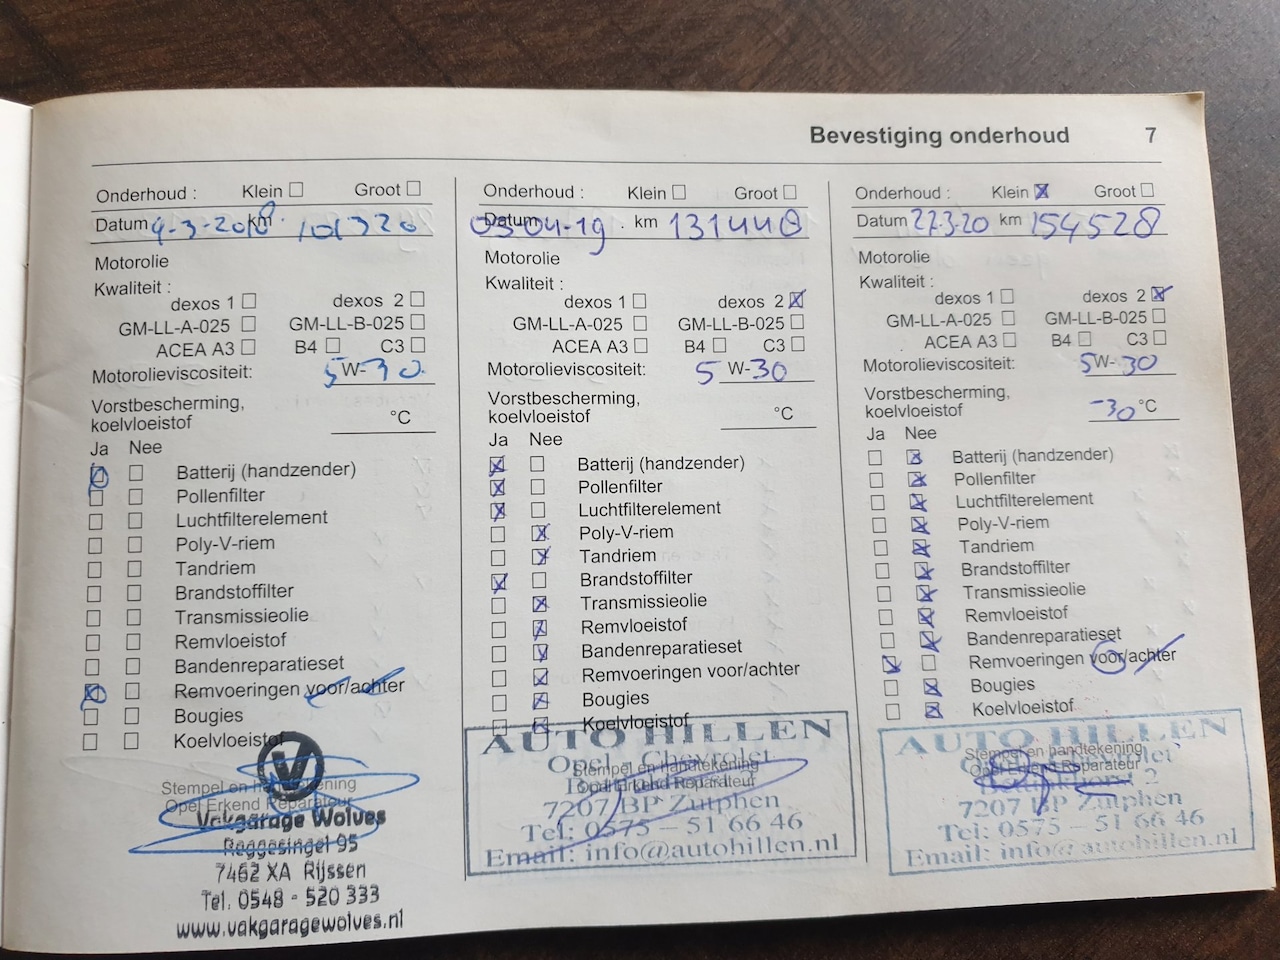 Bevestiging onderhoud 7
Onderhoud : Klein ☐ Groot ☐
Datum 9-3-2018 km 101320
Motorolie
Kwaliteit :
dexos 1 ☐ dexos 2 ☐
GM-LL-A-025 ☐ GM-LL-B-025 ☐
ACEA A3 ☐ B4 ☐ C3 ☐
Motorolieviscositeit: 5W-30
Vorstbescherming,
koelvloeistof °C
Ja Nee
Batterij (handzender)
Pollenfilter
Luchtfilterelement
Poly-V-riem
Tandriem
Brandstoffilter
Transmissieolie
Remvloeistof
Bandenreparatieset
Remvoeringen voor/achter
Bougies
Koelvloeistof
Stempel en handtekening
Opel Erkend Reparateur
Vakgarage Wolves
Reggesingel 95
7462 XA Rijssen
Tel. 0548 - 520 333
www.vakgaragewolves.nl
Onderhoud : Klein ☐ Groot ☐
Datum 03-04-19 km 131448
Motorolie
Kwaliteit :
dexos 1 ☐ dexos 2 ☒
GM-LL-A-025 ☐ GM-LL-B-025 ☐
ACEA A3 ☐ B4 ☐ C3 ☐
Motorolieviscositeit: 5 W-30
Vorstbescherming,
koelvloeistof °C
Ja Nee
Batterij (handzender)
Pollenfilter
Luchtfilterelement
Poly-V-riem
Tandriem
Brandstoffilter
Transmissieolie
Remvloeistof
Bandenreparatieset
Remvoeringen voor/achter
Bougies
Koelvloeistof
AUTO HILLEN
Opel - Chevrolet
Stempel en handtekening
Opel Erkend Reparateur
7207 BP Zutphen
Tel: 0575 – 51 66 46
Email: info@autohillen.nl
Onderhoud : Klein ☒ Groot ☐
Datum 27.3.20 km 154528
Motorolie
Kwaliteit :
dexos 1 ☐ dexos 2 ☒
GM-LL-A-025 ☐ GM-LL-B-025 ☐
ACEA A3 ☐ B4 ☐ C3 ☐
Motorolieviscositeit: 5W-30
Vorstbescherming,
koelvloeistof -30 °C
Ja Nee
Batterij (handzender)
Pollenfilter
Luchtfilterelement
Poly-V-riem
Tandriem
Brandstoffilter
Transmissieolie
Remvloeistof
Bandenreparatieset
Remvoeringen voor/achter
Bougies
Koelvloeistof
AUTO HILLEN
Stempel en handtekening
Opel Erkend Reparateur
7207 BP Zutphen
Tel: 0575 – 51 66 46
Email: info@autohillen.nl